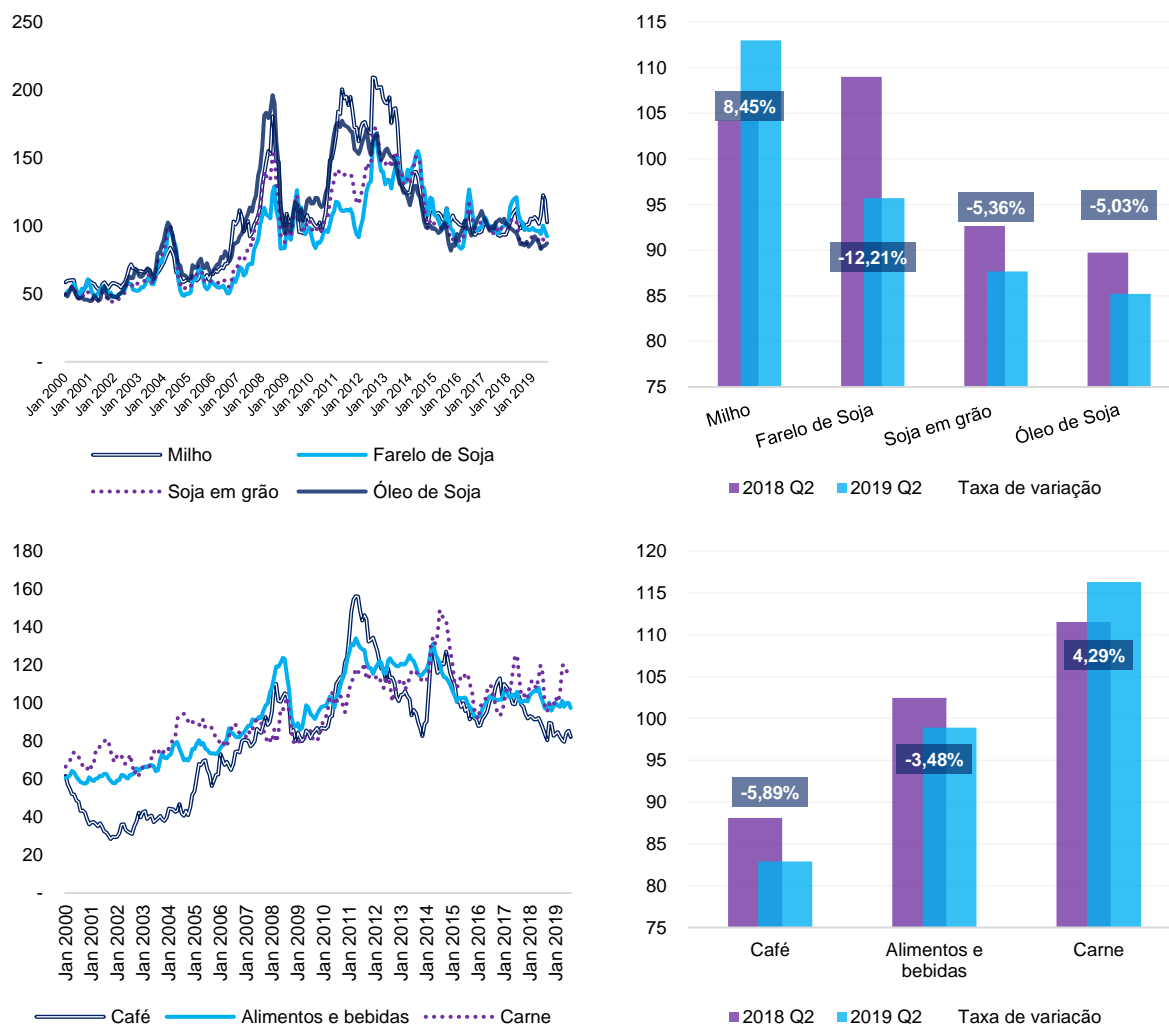 250
200
150
100
50
-
Jan 2000
Jan 2001
Jan 2002
Jan 2003
Jan 2004
Jan 2005
Jan 2006
Jan 2007
Jan 2008
Jan 2009
Jan 2010
Jan 2011
Jan 2012
Jan 2013
Jan 2014
Jan 2015
Jan 2016
Jan 2017
Jan 2018
Jan 2019
Milho
Farelo de Soja
Soja em grão
Óleo de Soja
115
110
105
100
95
90
85
80
75
8,45%
-12,21%
-5,36%
-5,03%
Milho
Farelo de Soja
Soja em grão
Óleo de Soja
2018 Q2
2019 Q2
Taxa de variação
180
160
140
120
100
80
60
40
20
-
Jan 2000
Jan 2001
Jan 2002
Jan 2003
Jan 2004
Jan 2005
Jan 2006
Jan 2007
Jan 2008
Jan 2009
Jan 2010
Jan 2011
Jan 2012
Jan 2013
Jan 2014
Jan 2015
Jan 2016
Jan 2017
Jan 2018
Jan 2019
Café
Alimentos e bebidas
Carne
120
115
110
105
100
95
90
85
80
75
-5,89%
-3,48%
4,29%
Café
Alimentos e
bebidas
Carne
2018 Q2
2019 Q2
Taxa de variação